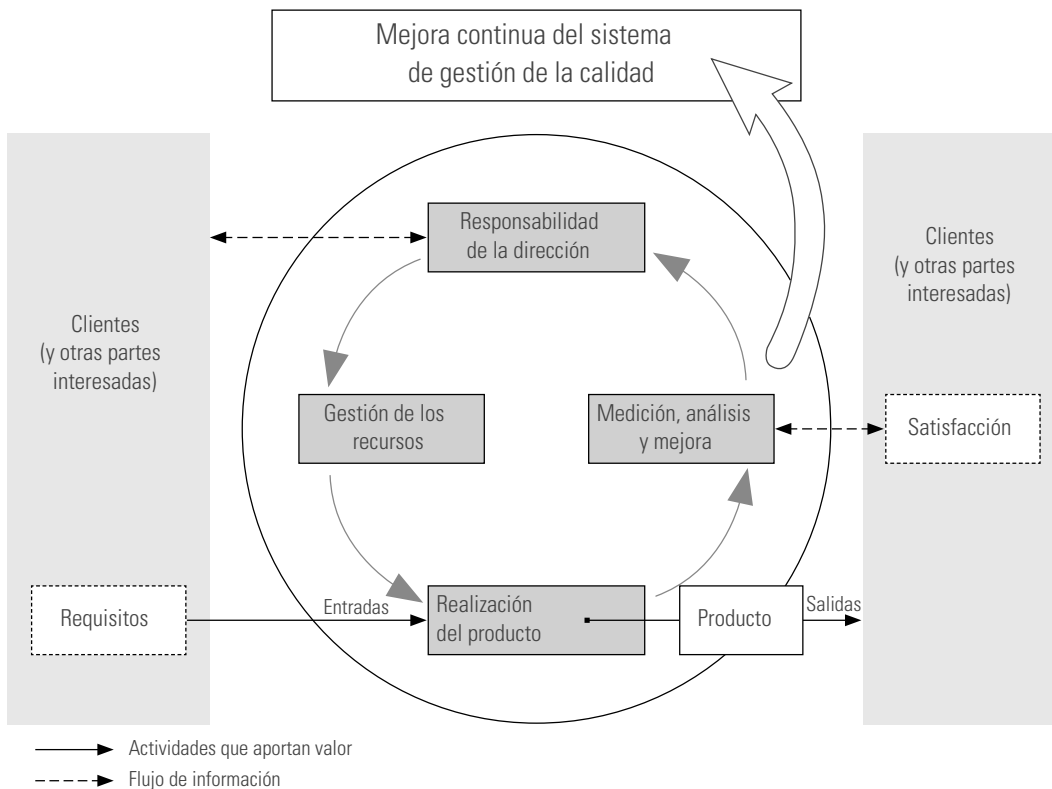 Mejora continua del sistema
de gestión de la calidad
Responsabilidad
de la dirección
Clientes
(y otras partes
interesadas)
Clientes
(y otras partes
interesadas)
Gestión de los
recursos
Medición, análisis
y mejora
Satisfacción
Requisitos
Entradas
Realización
del producto
Producto
Salidas
Actividades que aportan valor
Flujo de información